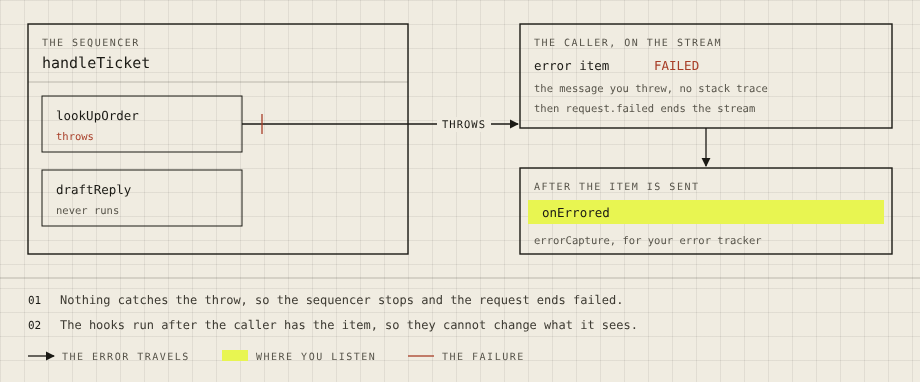 THE SEQUENCER
handleTicket
lookUpOrder
throws
draftReply
never runs
THROWS
THE CALLER, ON THE STREAM
error item FAILED
the message you threw, no stack trace
then request.failed ends the stream
AFTER THE ITEM IS SENT
onErrored
errorCapture, for your error tracker
01 Nothing catches the throw, so the sequencer stops and the request ends failed.
02 The hooks run after the caller has the item, so they cannot change what it sees.
THE ERROR TRAVELS WHERE YOU LISTEN THE FAILURE